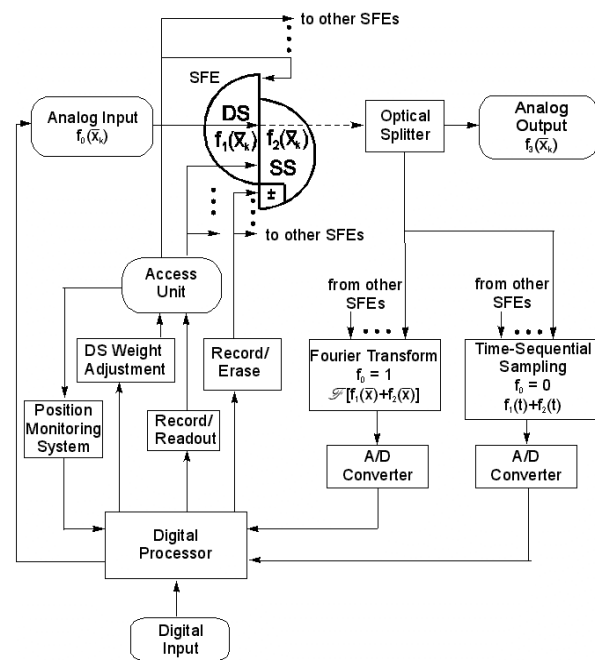 to other SFEs
SFE
Analog Input
f₀(x̄ₖ)
DS
f₁(x̄ₖ)
f₂(x̄ₖ)
SS
±
Optical
Splitter
Analog
Output
f₃(x̄ₖ)
to other SFEs
Access
Unit
from other
SFEs
from other
SFEs
DS Weight
Adjustment
Record/
Erase
Fourier Transform
f₀ = 1
ℱ[f₁(x̄)+f₂(x̄)]
Time-Sequential
Sampling
f₀ = 0
f₁(t)+f₂(t)
Position
Monitoring
System
Record/
Readout
A/D
Converter
A/D
Converter
Digital
Processor
Digital
Input